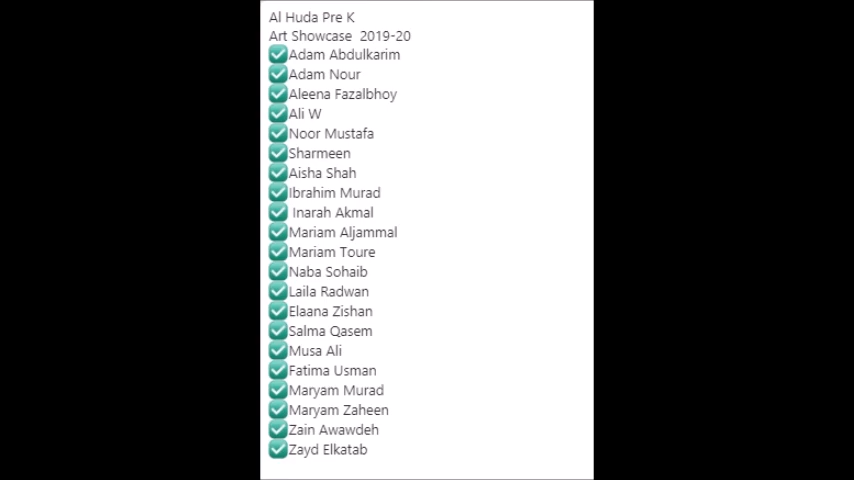 Al Huda Pre K
Art Showcase 2019-20
✅Adam Abdulkarim
✅Adam Nour
✅Aleena Fazalbhoy
✅Ali W
✅Noor Mustafa
✅Sharmeen
✅Aisha Shah
✅Ibrahim Murad
✅ Inarah Akmal
✅Mariam Aljammal
✅Mariam Toure
✅Naba Sohaib
✅Laila Radwan
✅Elaana Zishan
✅Salma Qasem
✅Musa Ali
✅Fatima Usman
✅Maryam Murad
✅Maryam Zaheen
✅Zain Awawdeh
✅Zayd Elkatab